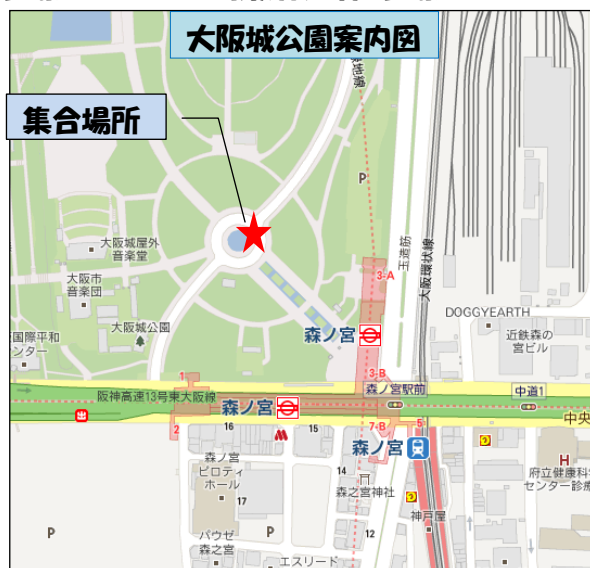 大阪城公園案内図
集合場所
P
玉造筋
大阪環状線
大阪城屋外
音楽堂
大阪市
音楽団
3-A
DOGGYEARTH
大阪城公園
森ノ宮
近鉄森の
宮ビル
国際平和
ンター
3-B
1
森ノ宮駅前
中道1
阪神高速13号東大阪線
森ノ宮
中央
2
16
15
7-B
5
森ノ宮
森ノ宮
ピロティ
ホール
14
H
府立健康科学
センター診療
森之宮神社
17
神戸屋
P
パウゼ
森之宮
P
12
エスリード